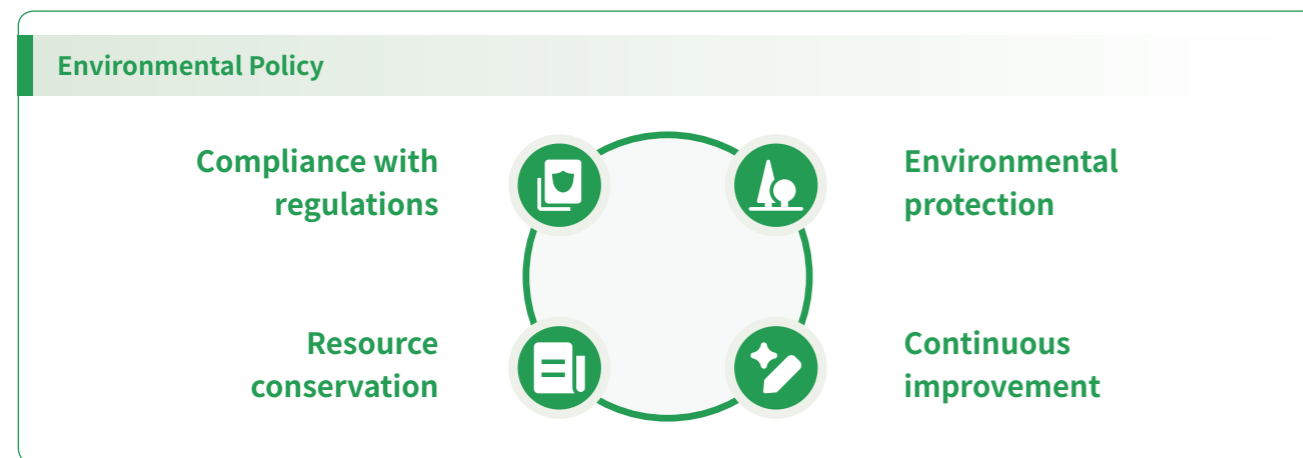 Environmental Policy
Compliance with
regulations
Environmental
protection
Resource
conservation
Continuous
improvement